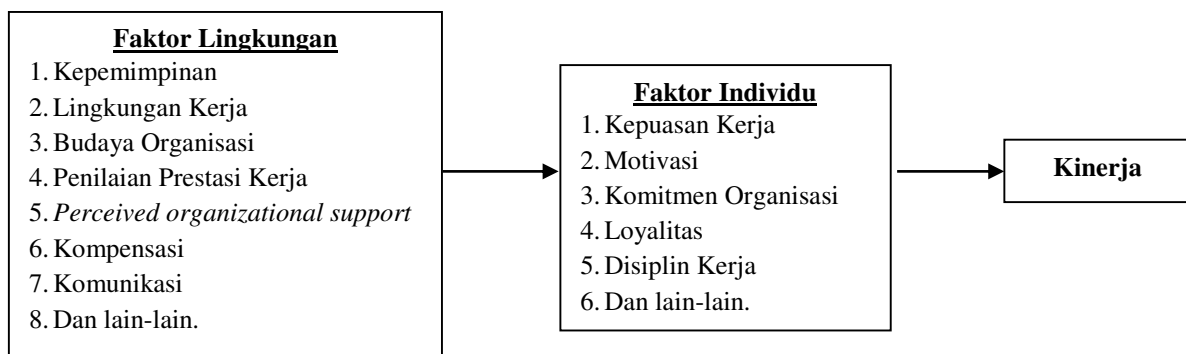 Faktor Lingkungan
1. Kepemimpinan
2. Lingkungan Kerja
3. Budaya Organisasi
4. Penilaian Prestasi Kerja
5. Perceived organizational support
6. Kompensasi
7. Komunikasi
8. Dan lain-lain.
Faktor Individu
1. Kepuasan Kerja
2. Motivasi
3. Komitmen Organisasi
4. Loyalitas
5. Disiplin Kerja
6. Dan lain-lain.
Kinerja